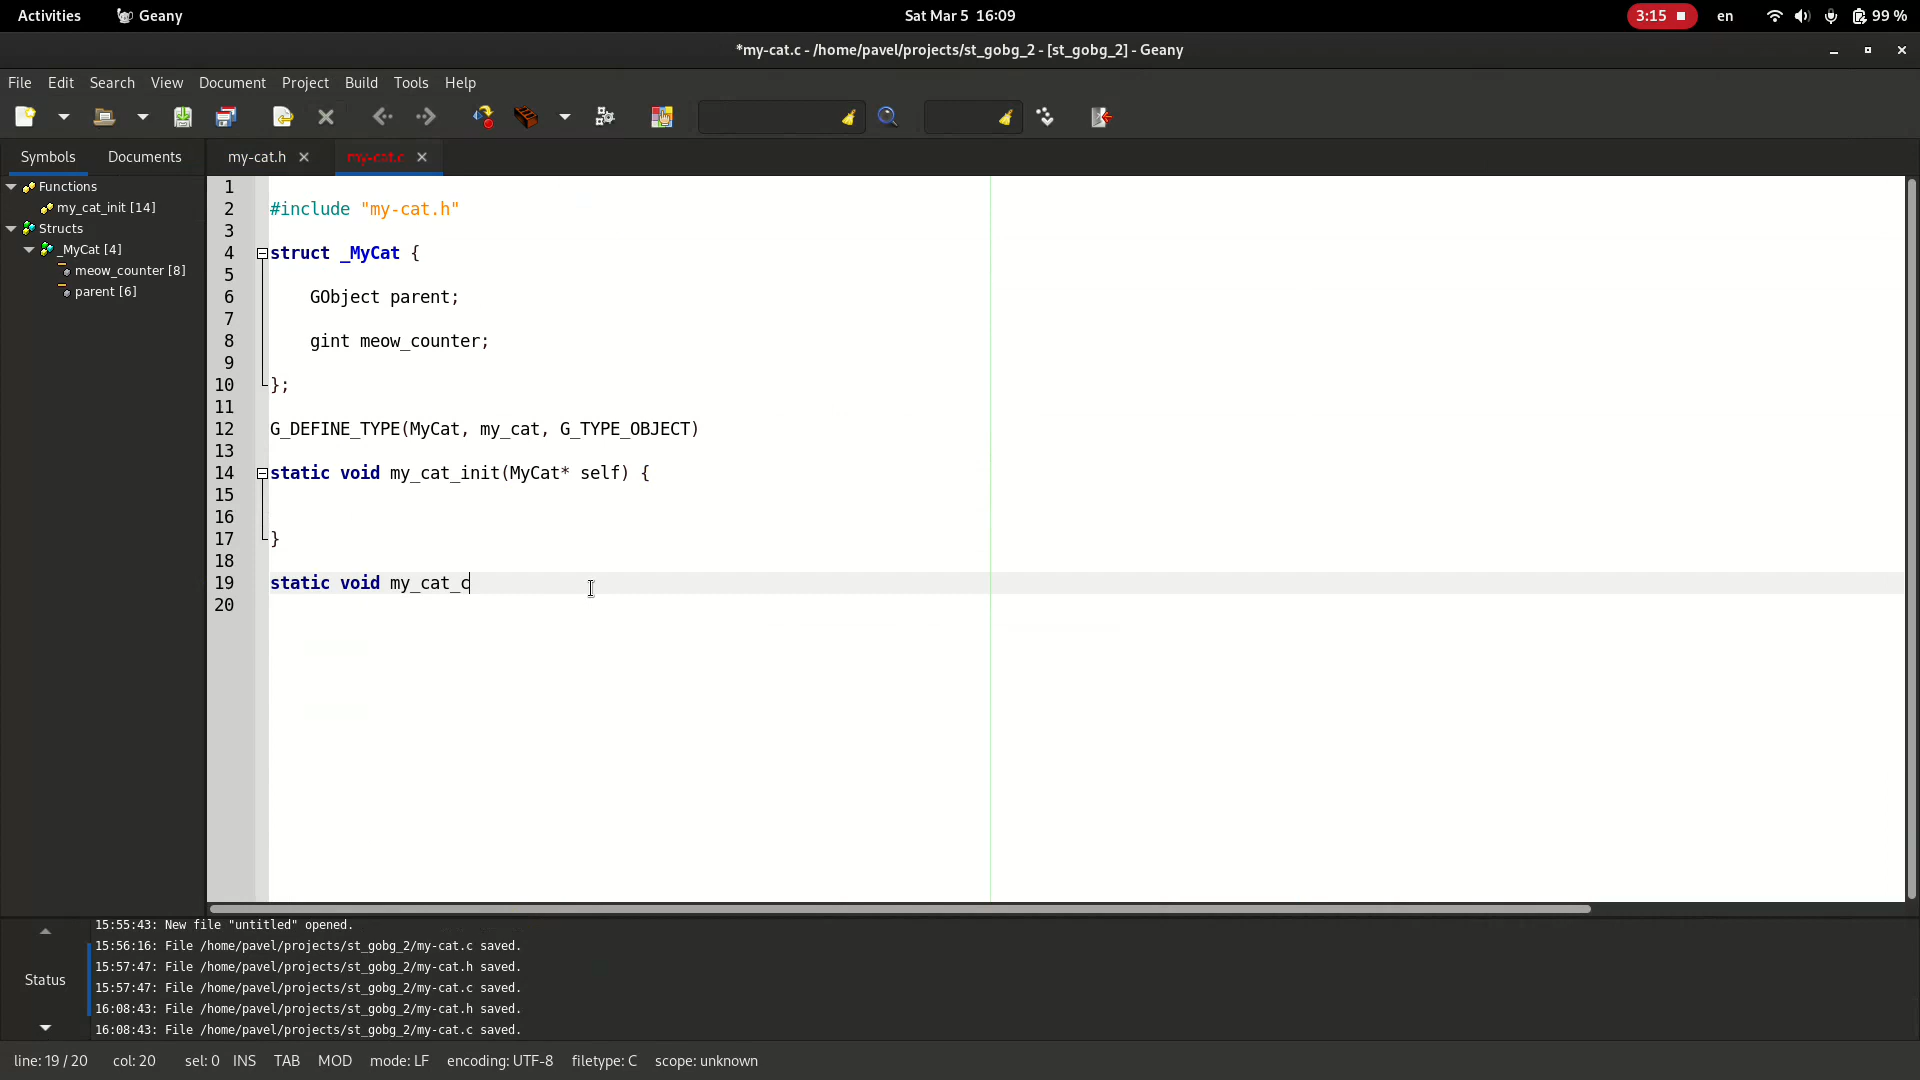 Activities Geany Sat Mar 5 16:09 3:15 en 99 %
*my-cat.c - /home/pavel/projects/st_gobg_2 - [st_gobg_2] - Geany
File Edit Search View Document Project Build Tools Help
Symbols Documents my-cat.h my-cat.c
Functions
my_cat_init [14]
Structs
_MyCat [4]
meow_counter [8]
parent [6]
1
2 #include "my-cat.h"
3
4 struct _MyCat {
5
6 GObject parent;
7
8 gint meow_counter;
9
10 };
11
12 G_DEFINE_TYPE(MyCat, my_cat, G_TYPE_OBJECT)
13
14 static void my_cat_init(MyCat* self) {
15
16
17 }
18
19 static void my_cat_c
20
Status
15:55:43: New file "untitled" opened.
15:56:16: File /home/pavel/projects/st_gobg_2/my-cat.c saved.
15:57:47: File /home/pavel/projects/st_gobg_2/my-cat.h saved.
15:57:47: File /home/pavel/projects/st_gobg_2/my-cat.c saved.
16:08:43: File /home/pavel/projects/st_gobg_2/my-cat.h saved.
16:08:43: File /home/pavel/projects/st_gobg_2/my-cat.c saved.
line: 19 / 20 col: 20 sel: 0 INS TAB MOD mode: LF encoding: UTF-8 filetype: C scope: unknown